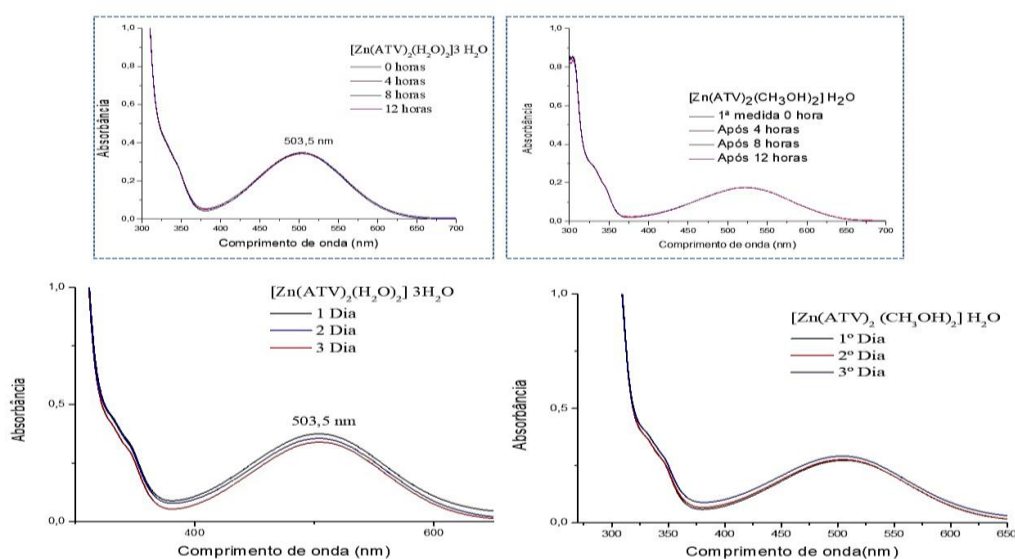 1,0
0,8
0,6
0,4
0,2
0,0
Absorbância
[Zn(ATV)₂(H₂O)₂]3 H₂O
0 horas
4 horas
8 horas
12 horas
503,5 nm
300 350 400 450 500 550 600 650 700
Comprimento de onda (nm)
1,0
0,8
0,6
0,4
0,2
0,0
Absorbância
[Zn(ATV)₂(CH₃OH)₂] H₂O
1ª medida 0 hora
Após 4 horas
Após 8 horas
Após 12 horas
300 350 400 450 500 550 600 650 700
Comprimento de onda (nm)
1,0
0,5
0,0
Absorbância
[Zn(ATV)₂(H₂O)₂] 3H₂O
1 Dia
2 Dia
3 Dia
503,5 nm
400 600
Comprimento de onda (nm)
1,0
0,5
0,0
Absorbância
[Zn(ATV)₂ (CH₃OH)₂] H₂O
1º Dia
2º Dia
3º Dia
300 350 400 450 500 550 600 650
Comprimento de onda(nm)